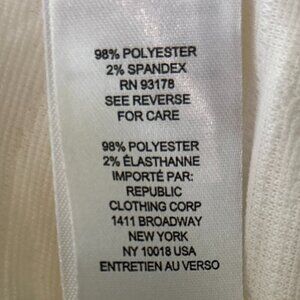 98% POLYESTER
2% SPANDEX
RN 93178
SEE REVERSE
FOR CARE
98% POLYESTER
2% ÉLASTHANNE
IMPORTÉ PAR:
REPUBLIC
CLOTHING CORP
1411 BROADWAY
NEW YORK
NY 10018 USA
ENTRETIEN AU VERSO